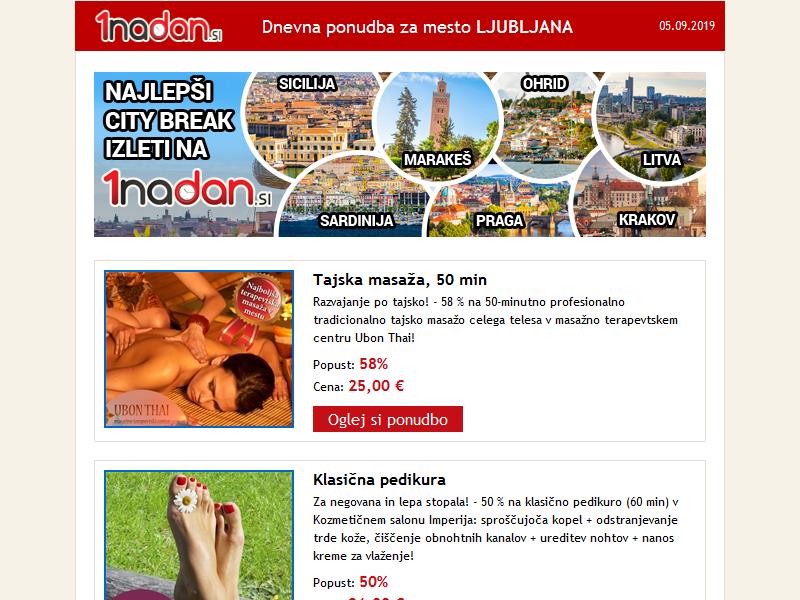 1nadan.SI
Dnevna ponudba za mesto LJUBLJANA
05.09.2019
NAJLEPŠI
CITY BREAK
IZLETI NA
1nadan.SI
SICILIJA
MARAKEŠ
OHRID
LITVA
SARDINIJA
PRAGA
KRAKOV
Najboljša
terapevtska
masaža v
mestu
UBON THAI
Tajska masaža, 50 min
Razvajanje po tajsko! - 58 % na 50-minutno profesionalno
tradicionalno tajsko masažo celega telesa v masažno terapevtskem
centru Ubon Thai!
Popust: 58%
Cena: 25,00 €
Oglej si ponudbo
Klasična pedikura
Za negovana in lepa stopala! - 50 % na klasično pedikuro (60 min) v
Kozmetičnem salonu Imperija: sproščujoča kopel + odstranjevanje
trde kože, čiščenje obnohtnih kanalov + ureditev nohtov + nanos
kreme za vlaženje!
Popust: 50%